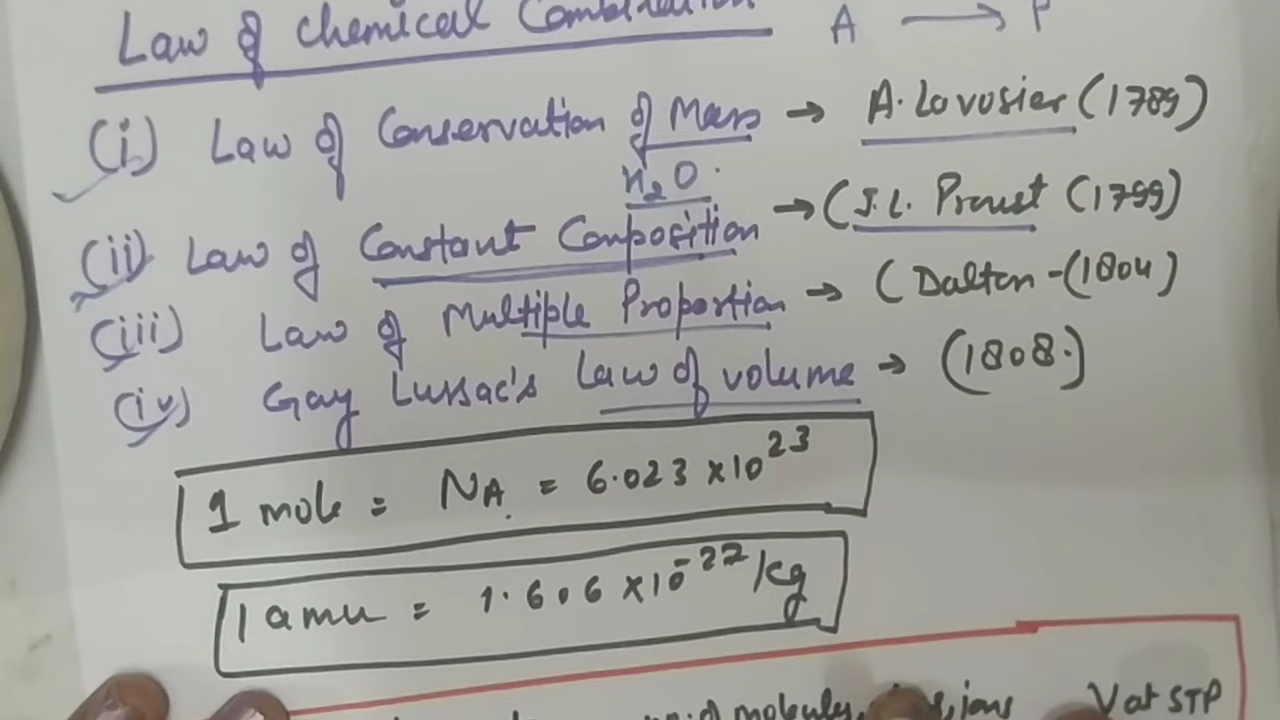 Law of chemical Combination A → P
(i) Law of Conservation of Mass → A. Lovosier (1789)
H₂O.
(ii) Law of Constant Composition → (J.L. Proust (1799)
(iii) Law of Multiple Proportion → (Dalton - (1804)
(iv) Gay Lussac's Law of volume → (1808.)
1 mole = NA = 6.023 × 10²³
1 amu = 1.606 × 10⁻²⁷ /kg
V at STP